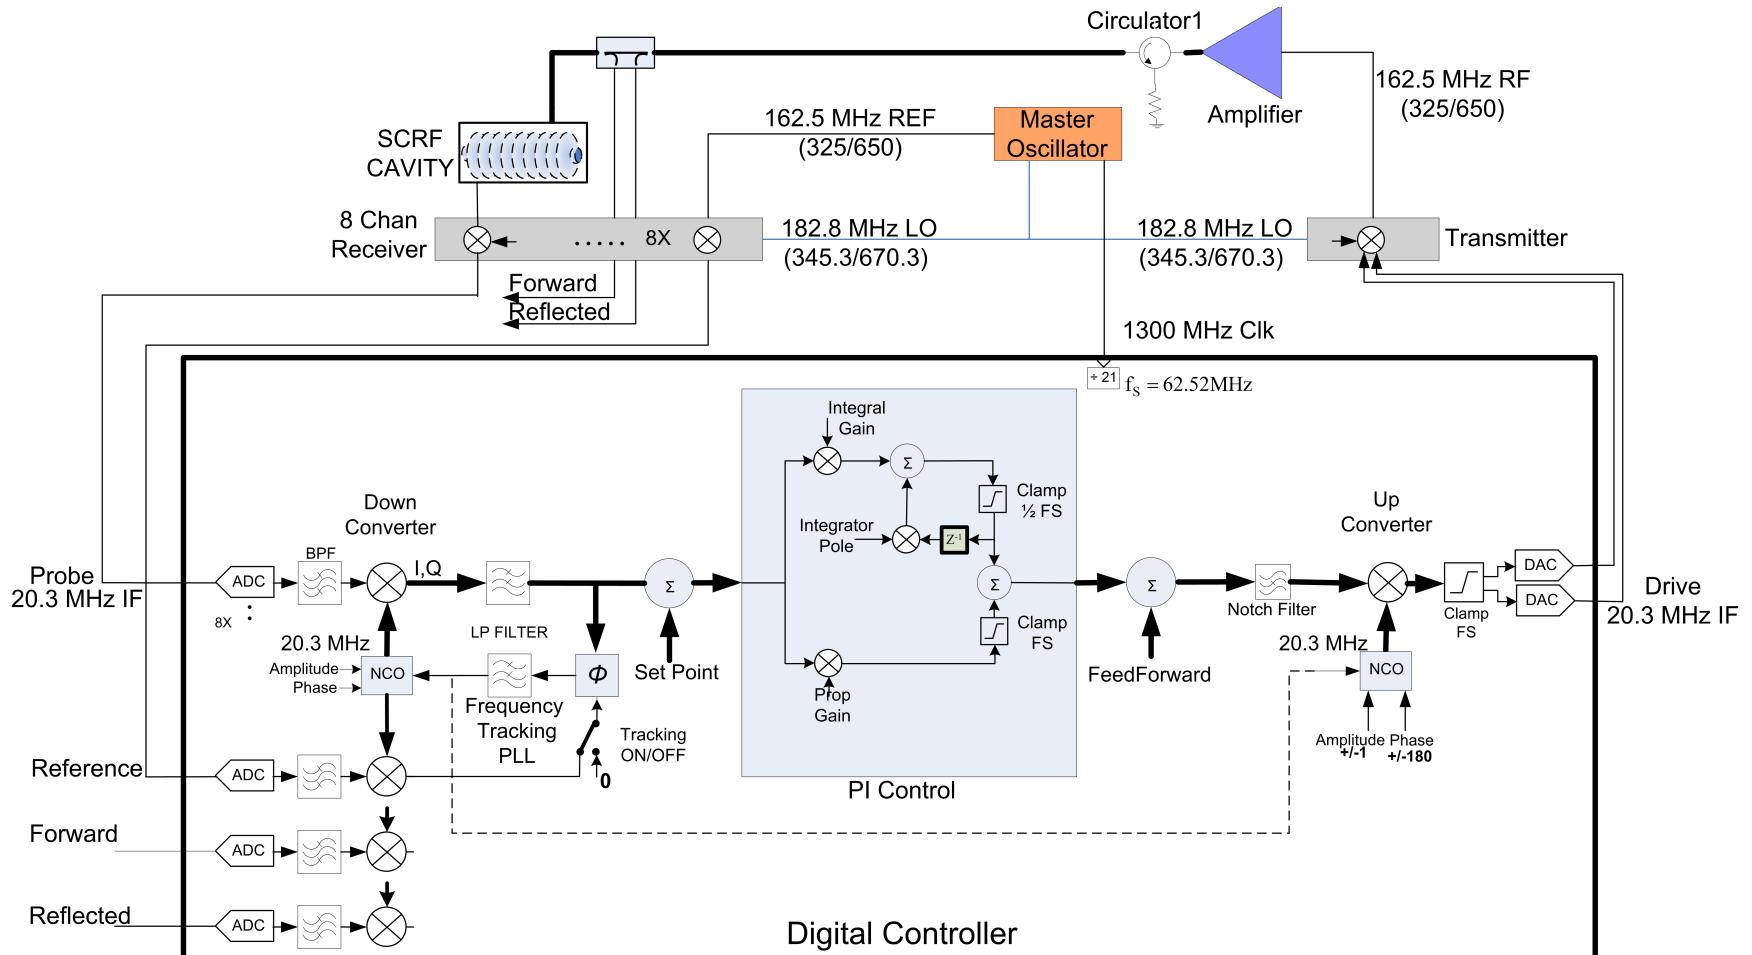 Circulator1
Amplifier
162.5 MHz RF
(325/650)
162.5 MHz REF
(325/650)
Master
Oscillator
SCRF
CAVITY
8 Chan
Receiver
..... 8X
182.8 MHz LO
(345.3/670.3)
182.8 MHz LO
(345.3/670.3)
Transmitter
Forward
Reflected
1300 MHz Clk
÷ 21
fS = 62.52MHz
Integral
Gain
Σ
Clamp
½ FS
Integrator
Pole
Z-1
Σ
Clamp
FS
Prop
Gain
PI Control
Down
Converter
Up
Converter
Probe
20.3 MHz IF
ADC
8X
BPF
I,Q
LP FILTER
Σ
Set Point
Σ
FeedForward
Notch Filter
Clamp
FS
DAC
DAC
Drive
20.3 MHz IF
20.3 MHz
Amplitude
Phase
NCO
Φ
Frequency
Tracking
PLL
Tracking
ON/OFF
0
20.3 MHz
NCO
Amplitude Phase
+/-1 +/-180
Reference
ADC
Forward
ADC
Reflected
ADC
Digital Controller